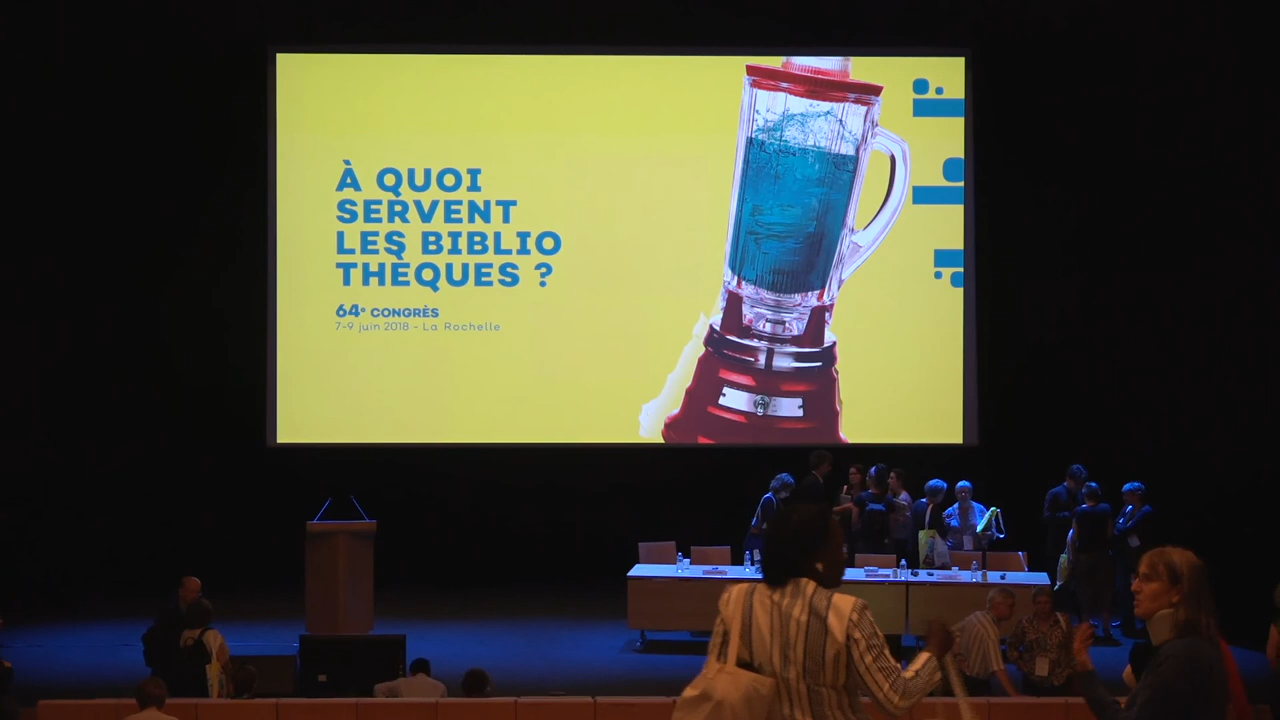 À QUOI
SERVENT
LES BIBLIO
THÈQUES ?
64e CONGRÈS
7-9 juin 2018 - La Rochelle